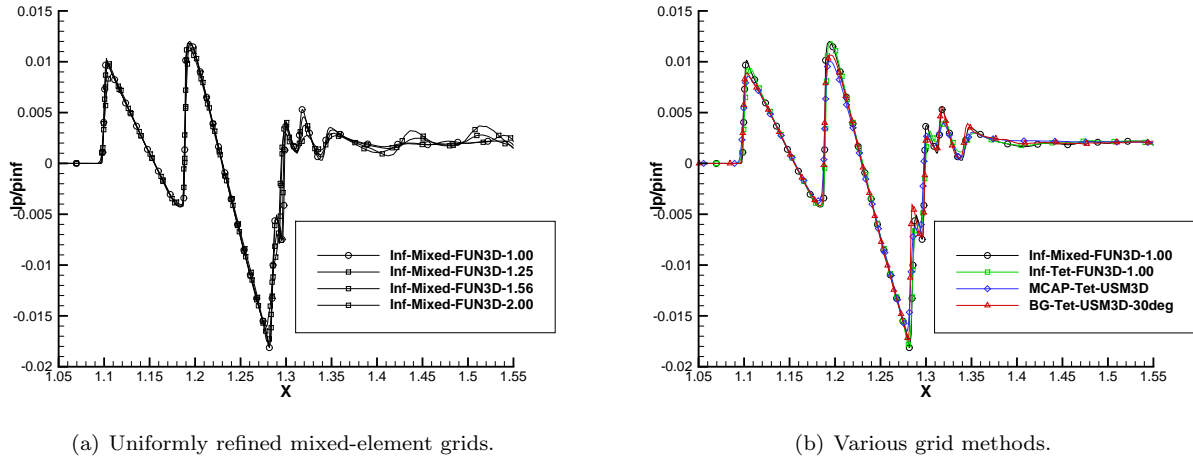 0.015
0.01
0.005
0
-0.005
-0.01
-0.015
-0.02
1.05 1.1 1.15 1.2 1.25 1.3 1.35 1.4 1.45 1.5 1.55
X
Inf-Mixed-FUN3D-1.00
Inf-Mixed-FUN3D-1.25
Inf-Mixed-FUN3D-1.56
Inf-Mixed-FUN3D-2.00
(a) Uniformly refined mixed-element grids.
0.015
0.01
0.005
0
-0.005
-0.01
-0.015
-0.02
1.05 1.1 1.15 1.2 1.25 1.3 1.35 1.4 1.45 1.5 1.55
X
Inf-Mixed-FUN3D-1.00
Inf-Tet-FUN3D-1.00
MCAP-Tet-USM3D
BG-Tet-USM3D-30deg
(b) Various grid methods.